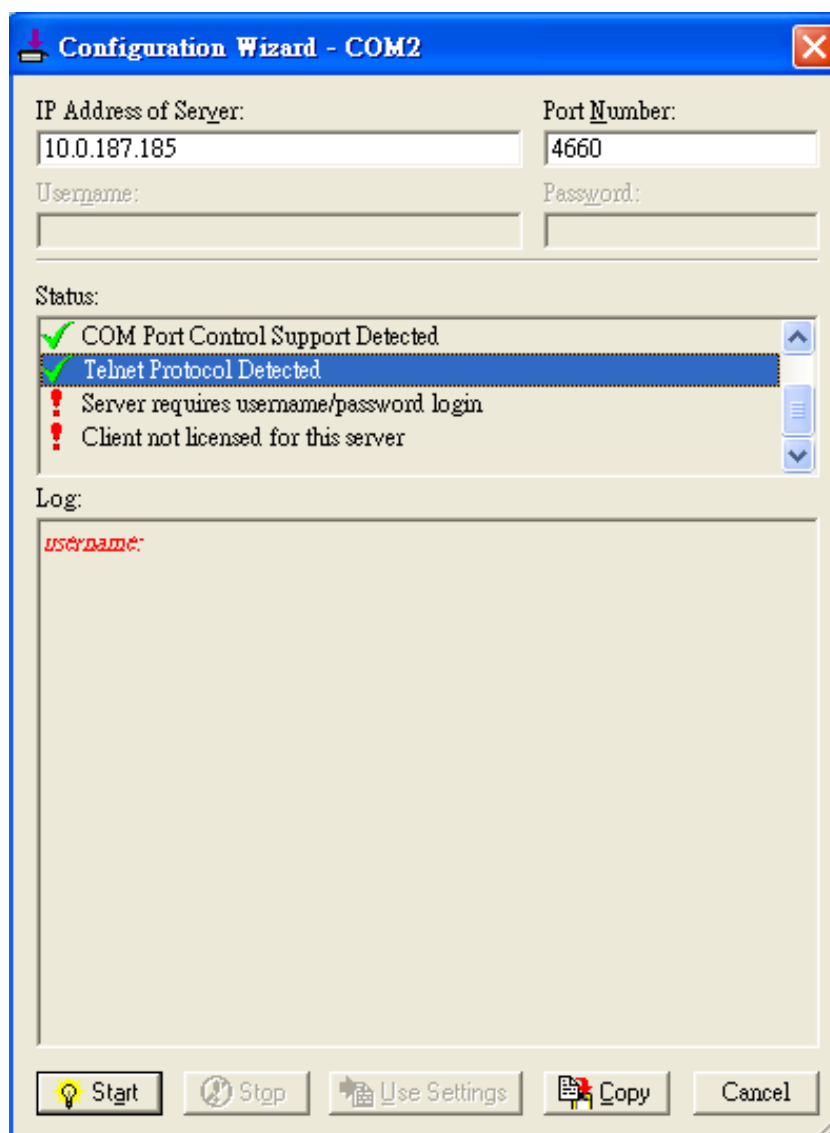 Configuration Wizard - COM2
IP Address of Server: Port Number:
10.0.187.185 4660
Username: Password:
Status:
COM Port Control Support Detected
Telnet Protocol Detected
Server requires username/password login
Client not licensed for this server
Log:
username:
Start Stop Use Settings Copy Cancel